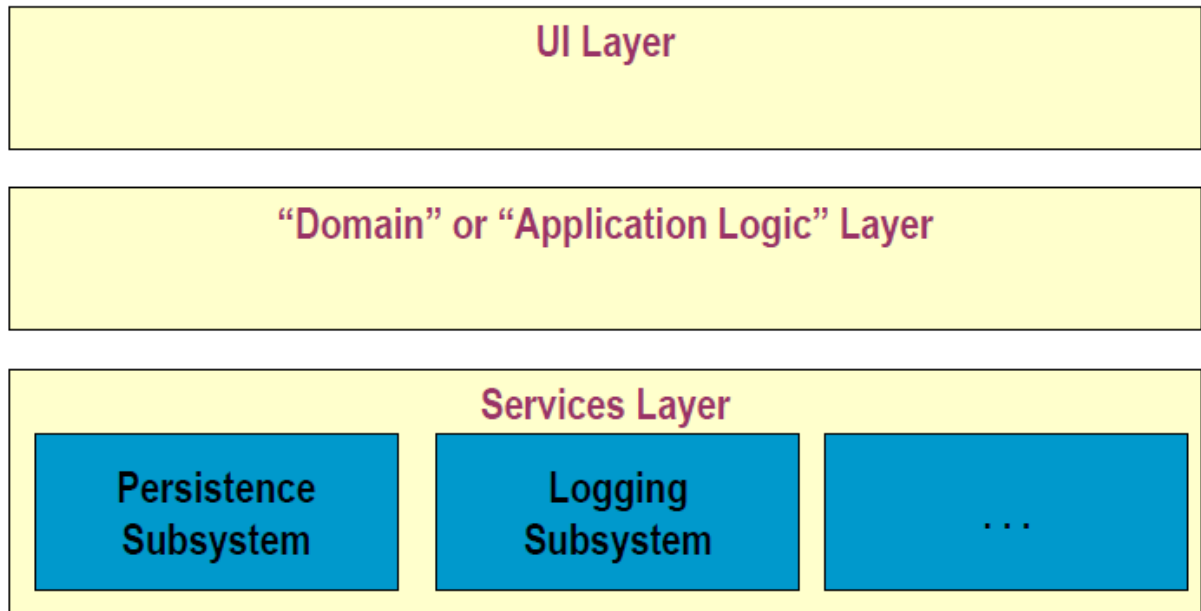 UI Layer
“Domain” or “Application Logic” Layer
Services Layer
Persistence
Subsystem
Logging
Subsystem
. . .